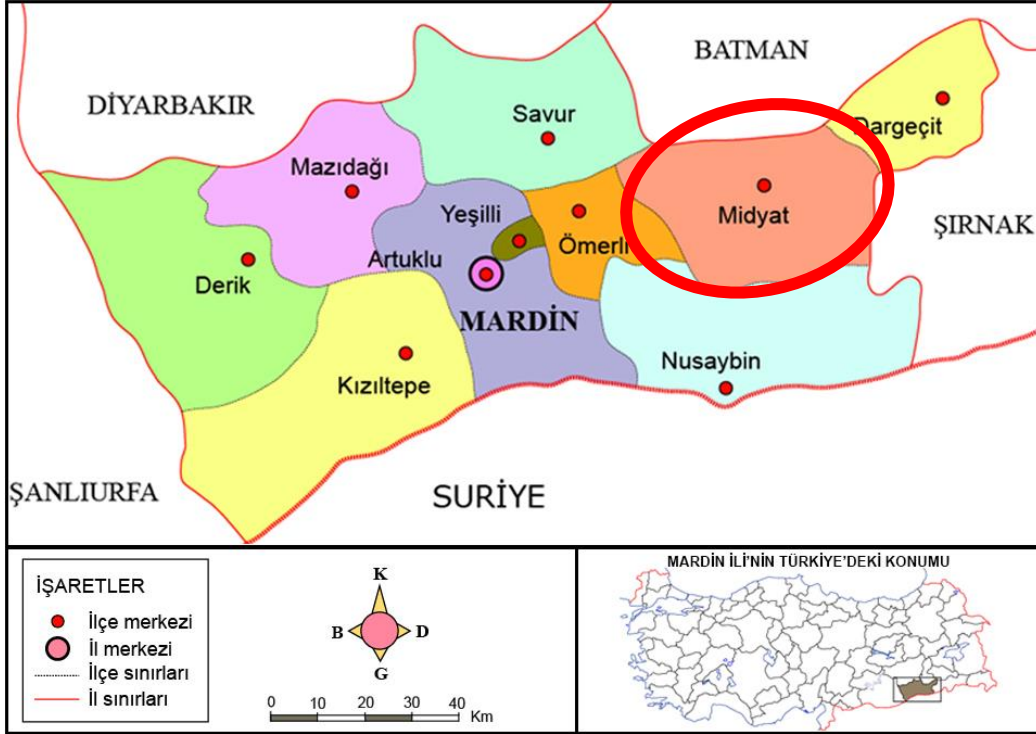 BATMAN
DİYARBAKIR
Savur
Dargeçit
Mazıdağı
Midyat
Yeşilli
Ömerli
ŞIRNAK
Artuklu
Derik
MARDİN
Nusaybin
Kızıltepe
ŞANLIURFA
SURİYE
İŞARETLER
İlçe merkezi
İl merkezi
İlçe sınırları
İl sınırları
K
B D
G
0 10 20 30 40
Km
MARDİN İLİ'NİN TÜRKİYE'DEKİ KONUMU